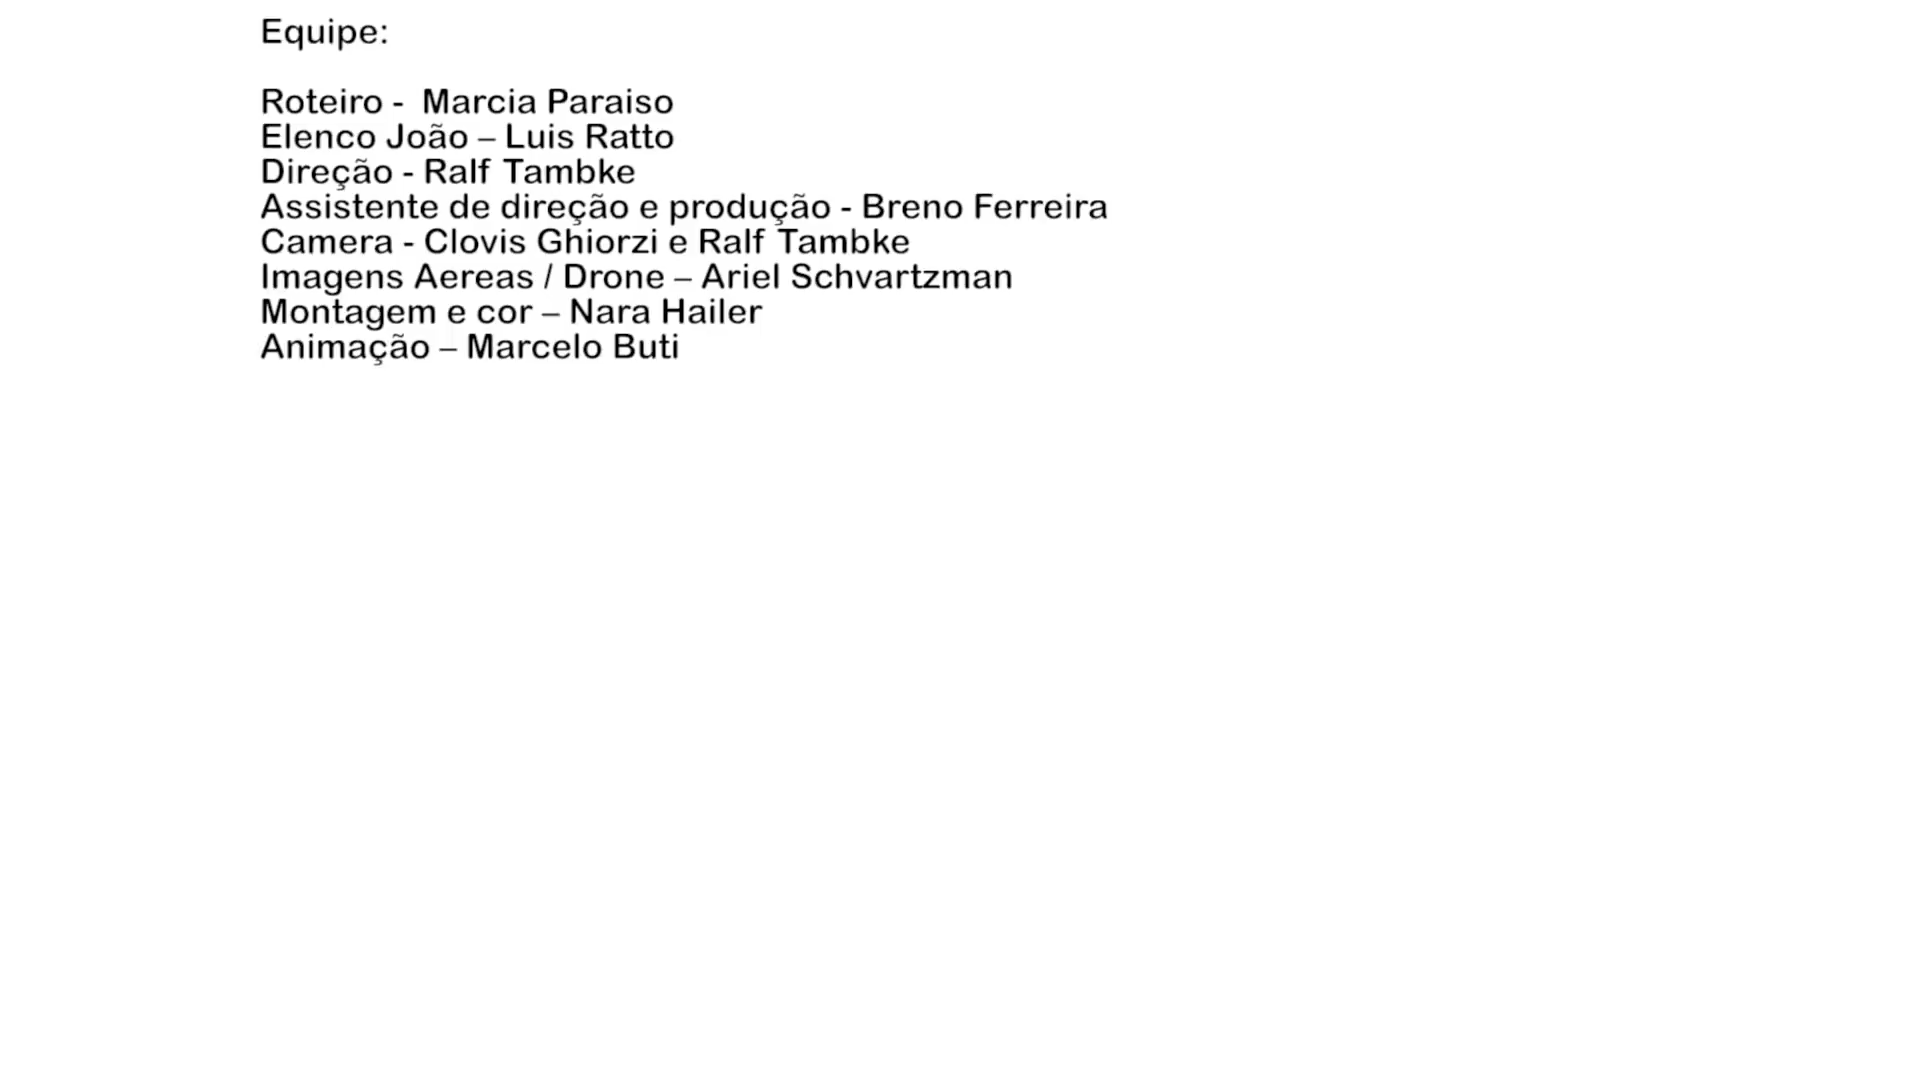 Equipe:
Roteiro -  Marcia Paraiso
Elenco João – Luis Ratto
Direção - Ralf Tambke
Assistente de direção e produção - Breno Ferreira
Camera - Clovis Ghiorzi e Ralf Tambke
Imagens Aereas / Drone – Ariel Schvartzman
Montagem e cor – Nara Hailer
Animação – Marcelo Buti